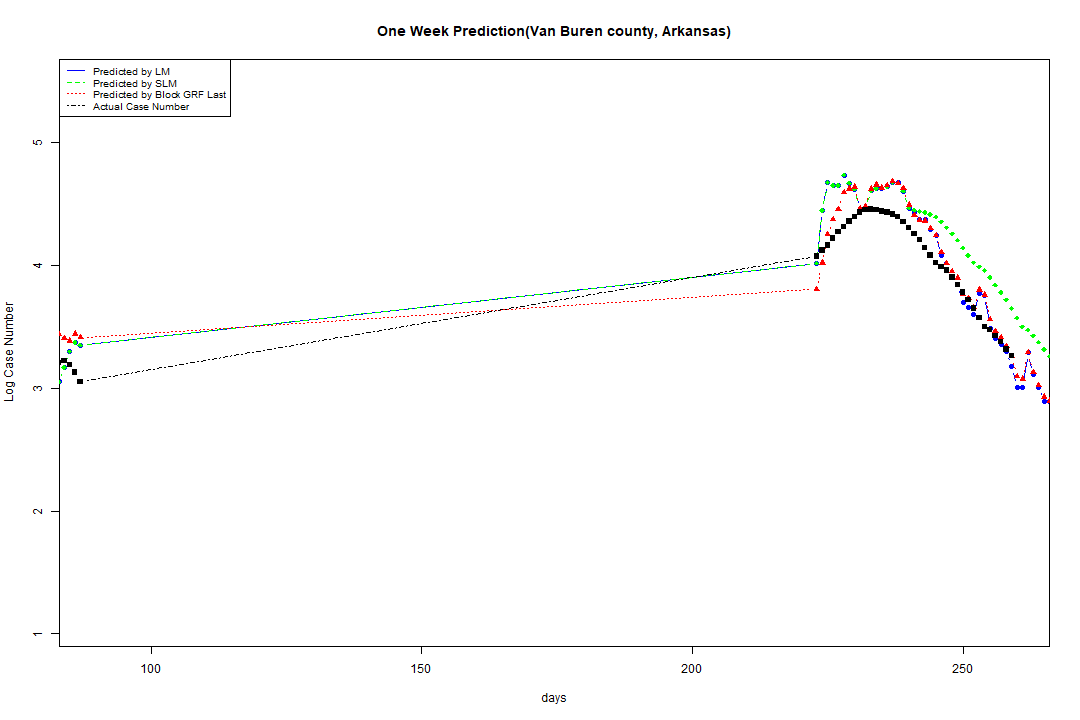 One Week Prediction(Van Buren county, Arkansas)
Predicted by LM
Predicted by SLM
Predicted by Block GRF Last
Actual Case Number
5
4
3
2
1
Log Case Number
100 150 200 250
days